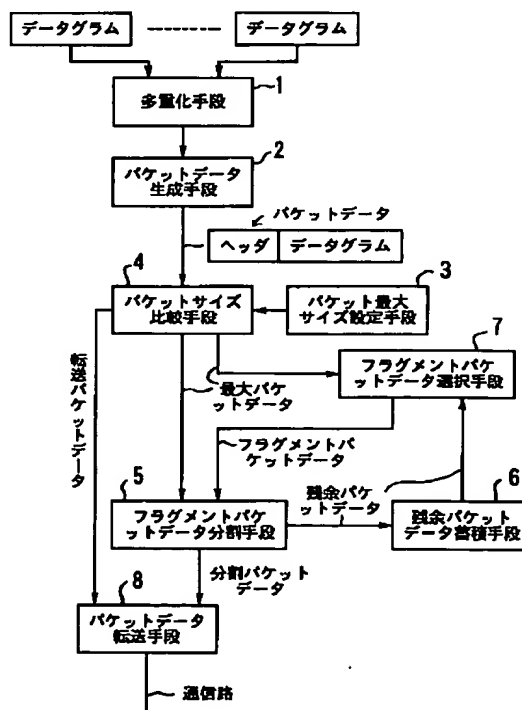 データグラム
データグラム
1
多重化手段
2
パケットデータ
生成手段
パケットデータ
ヘッダ
データグラム
4
パケットサイズ
比較手段
3
パケット最大
サイズ設定手段
7
フラグメントパケ
ットデータ選択手段
転送パケットデータ
最大パケ
ットデータ
フラグメントパ
ケットデータ
5
フラグメントパケ
ットデータ分割手段
残余パケ
ットデータ
6
残余パケット
データ蓄積手段
分割パケット
データ
8
パケットデータ
転送手段
通信路